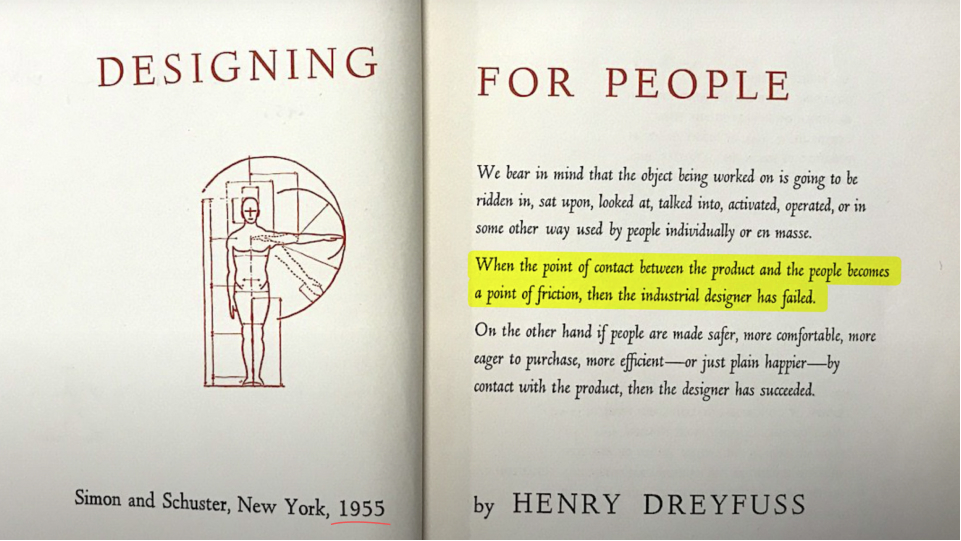 DESIGNING
Simon and Schuster, New York, 1955
FOR PEOPLE
We bear in mind that the object being worked on is going to be
ridden in, sat upon, looked at, talked into, activated, operated, or in
some other way used by people individually or en masse.
When the point of contact between the product and the people becomes
a point of friction, then the industrial designer has failed.
On the other hand if people are made safer, more comfortable, more
eager to purchase, more efficient—or just plain happier—by
contact with the product, then the designer has succeeded.
by HENRY DREYFUSS